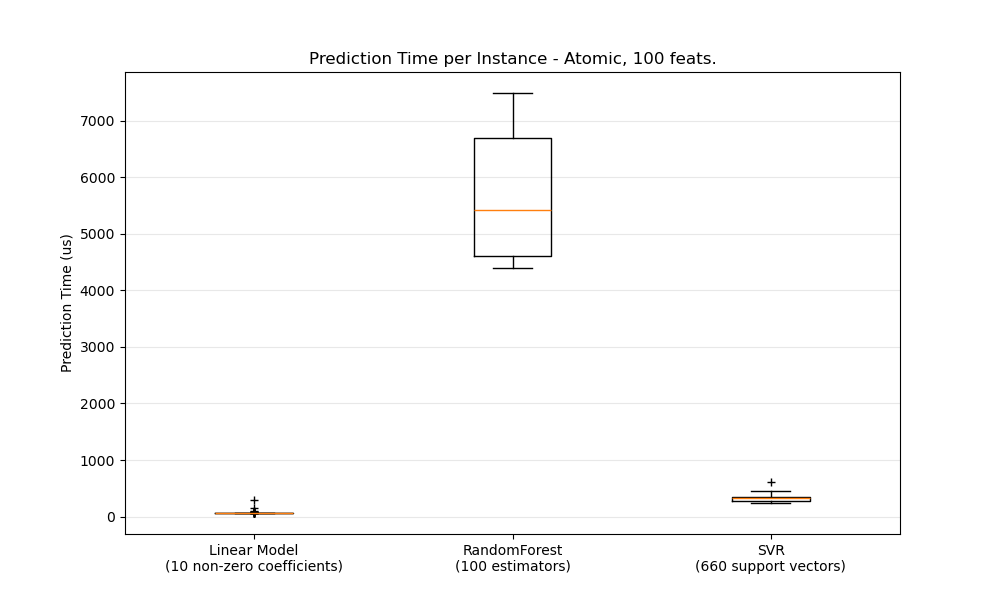 Prediction Time per Instance - Atomic, 100 feats.
Prediction Time (us)
7000
6000
5000
4000
3000
2000
1000
0
Linear Model
(10 non-zero coefficients)
RandomForest
(100 estimators)
SVR
(660 support vectors)